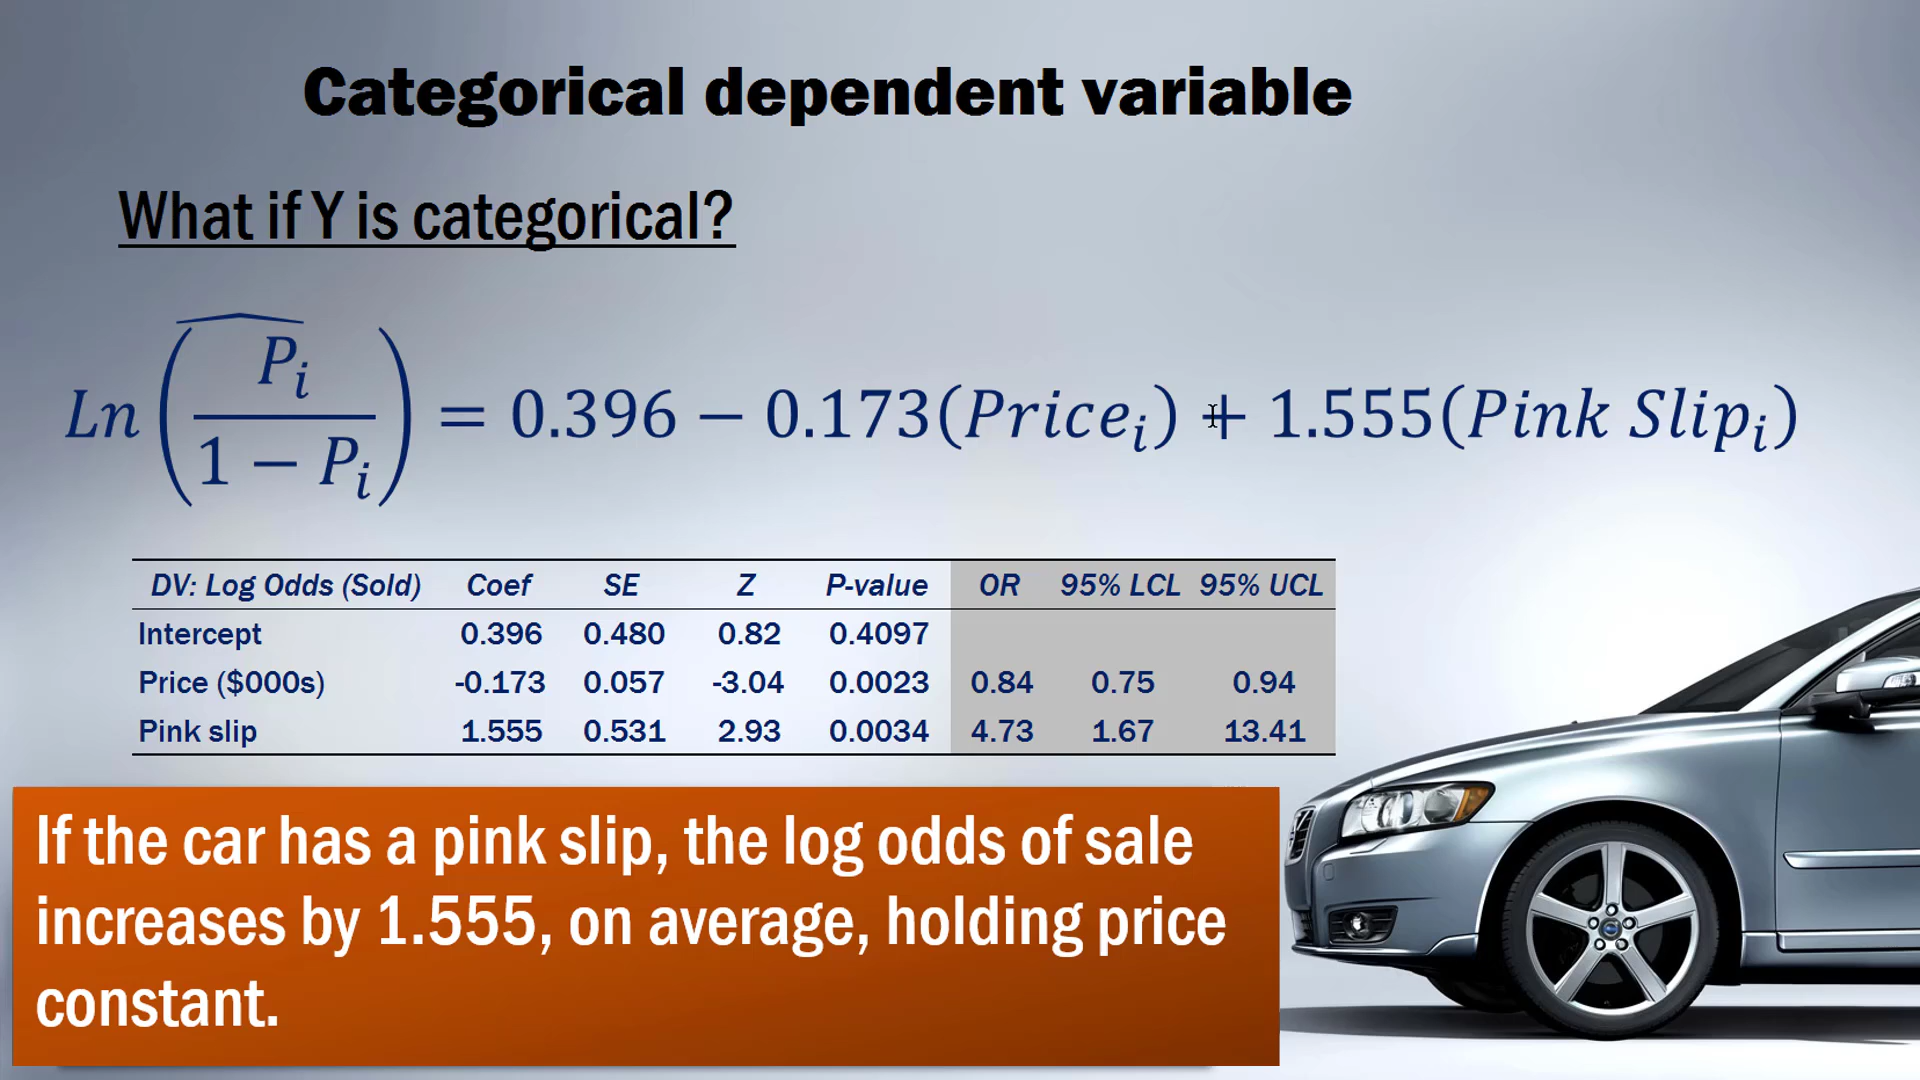 Categorical dependent variable
What if Y is categorical?
Ln(P_i / (1 − P_i))^ = 0.396 − 0.173(Price_i) + 1.555(Pink Slip_i)
DV: Log Odds (Sold) Coef SE Z P-value OR 95% LCL 95% UCL
Intercept 0.396 0.480 0.82 0.4097
Price ($000s) -0.173 0.057 -3.04 0.0023 0.84 0.75 0.94
Pink slip 1.555 0.531 2.93 0.0034 4.73 1.67 13.41
If the car has a pink slip, the log odds of sale
increases by 1.555, on average, holding price
constant.